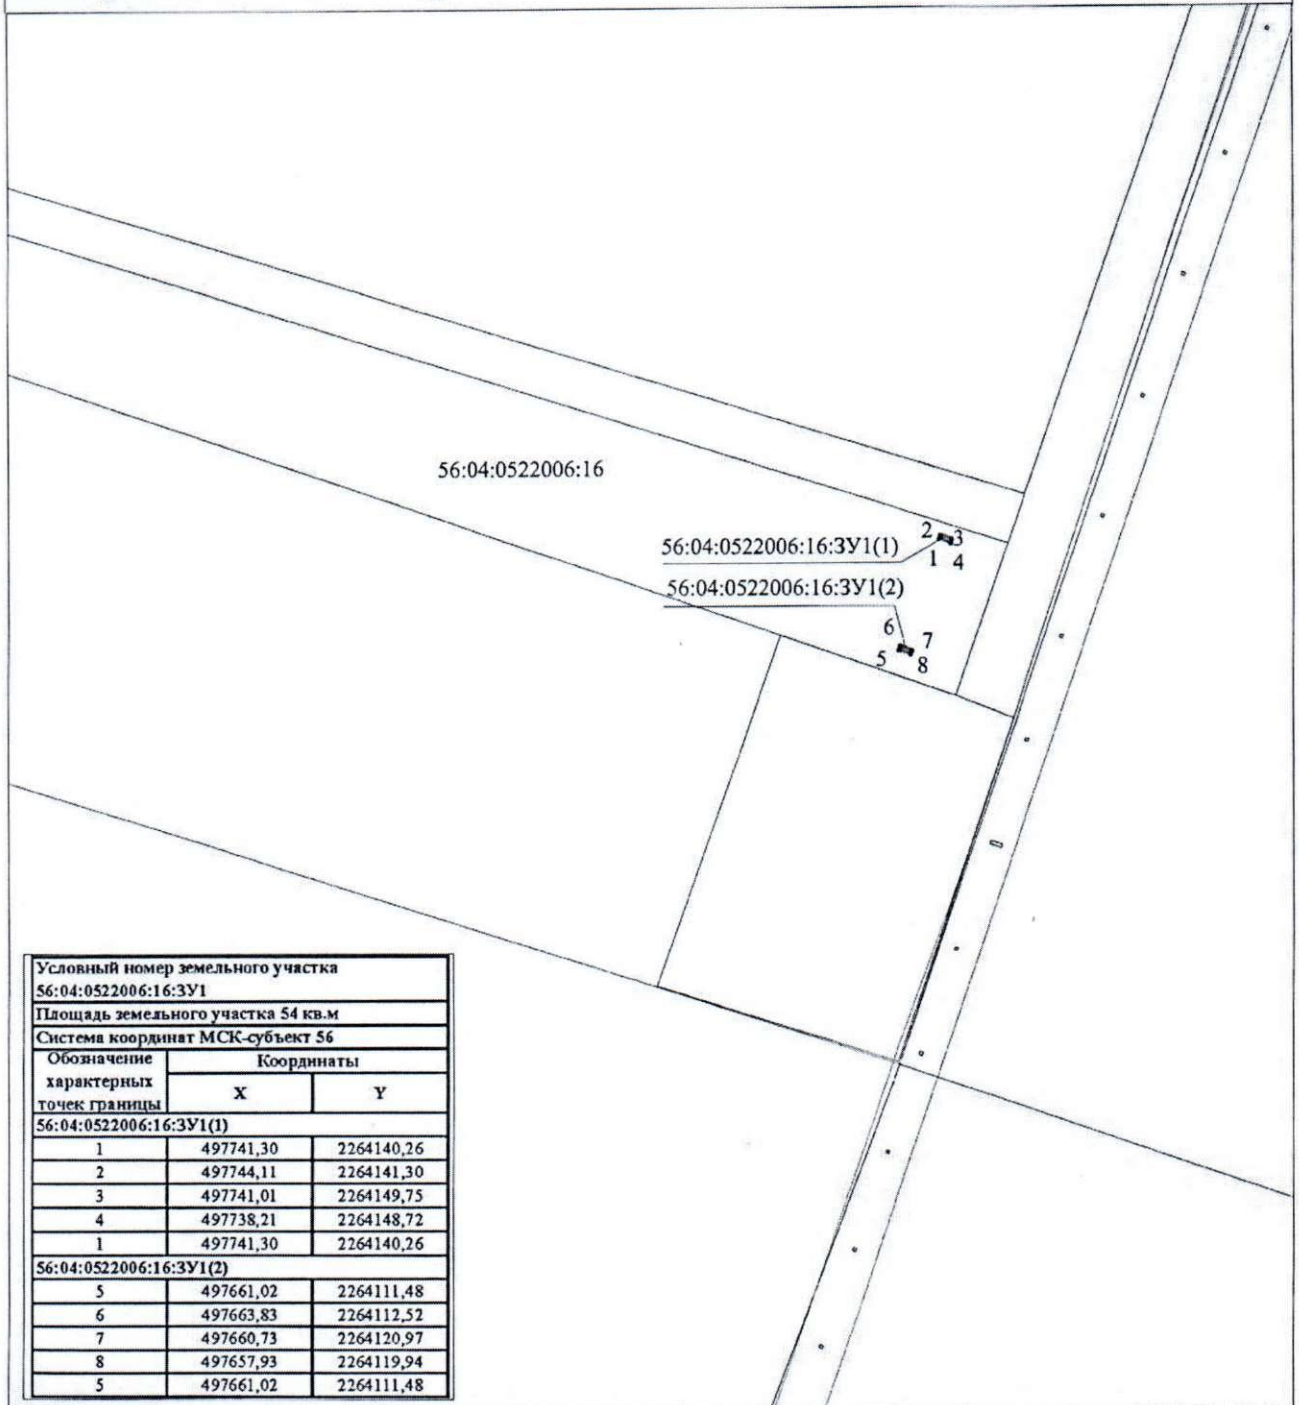 56:04:0522006:16
2
3
56:04:0522006:16:ЗУ1(1)
1
4
56:04:0522006:16:ЗУ1(2)
6
7
5
8
Условный номер земельного участка
56:04:0522006:16:ЗУ1
Площадь земельного участка 54 кв.м
Система координат МСК-субъект 56
Обозначение характерных точек границы
Координаты
X Y
56:04:0522006:16:ЗУ1(1)
1 497741,30 2264140,26
2 497744,11 2264141,30
3 497741,01 2264149,75
4 497738,21 2264148,72
1 497741,30 2264140,26
56:04:0522006:16:ЗУ1(2)
5 497661,02 2264111,48
6 497663,83 2264112,52
7 497660,73 2264120,97
8 497657,93 2264119,94
5 497661,02 2264111,48